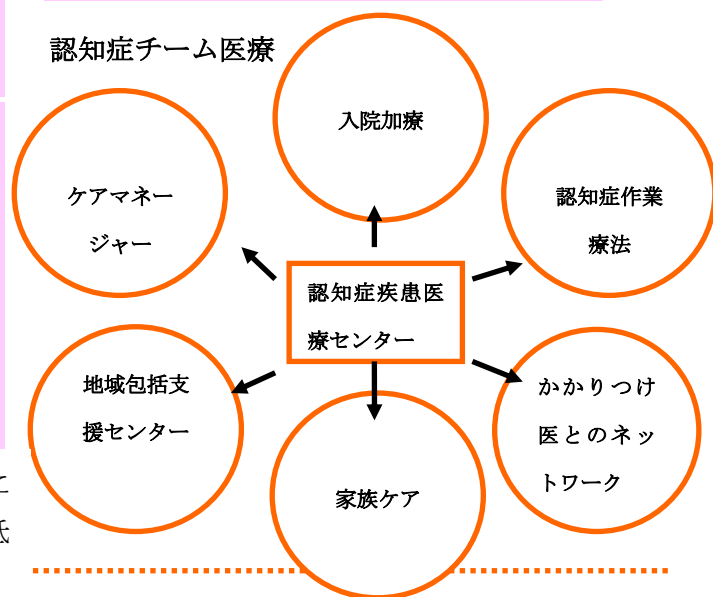 認知症チーム医療
入院加療
ケアマネー
ジャー
認知症作業
療法
認知症疾患医
療センター
地域包括支
援センター
かかりつけ
医とのネッ
トワーク
家族ケア